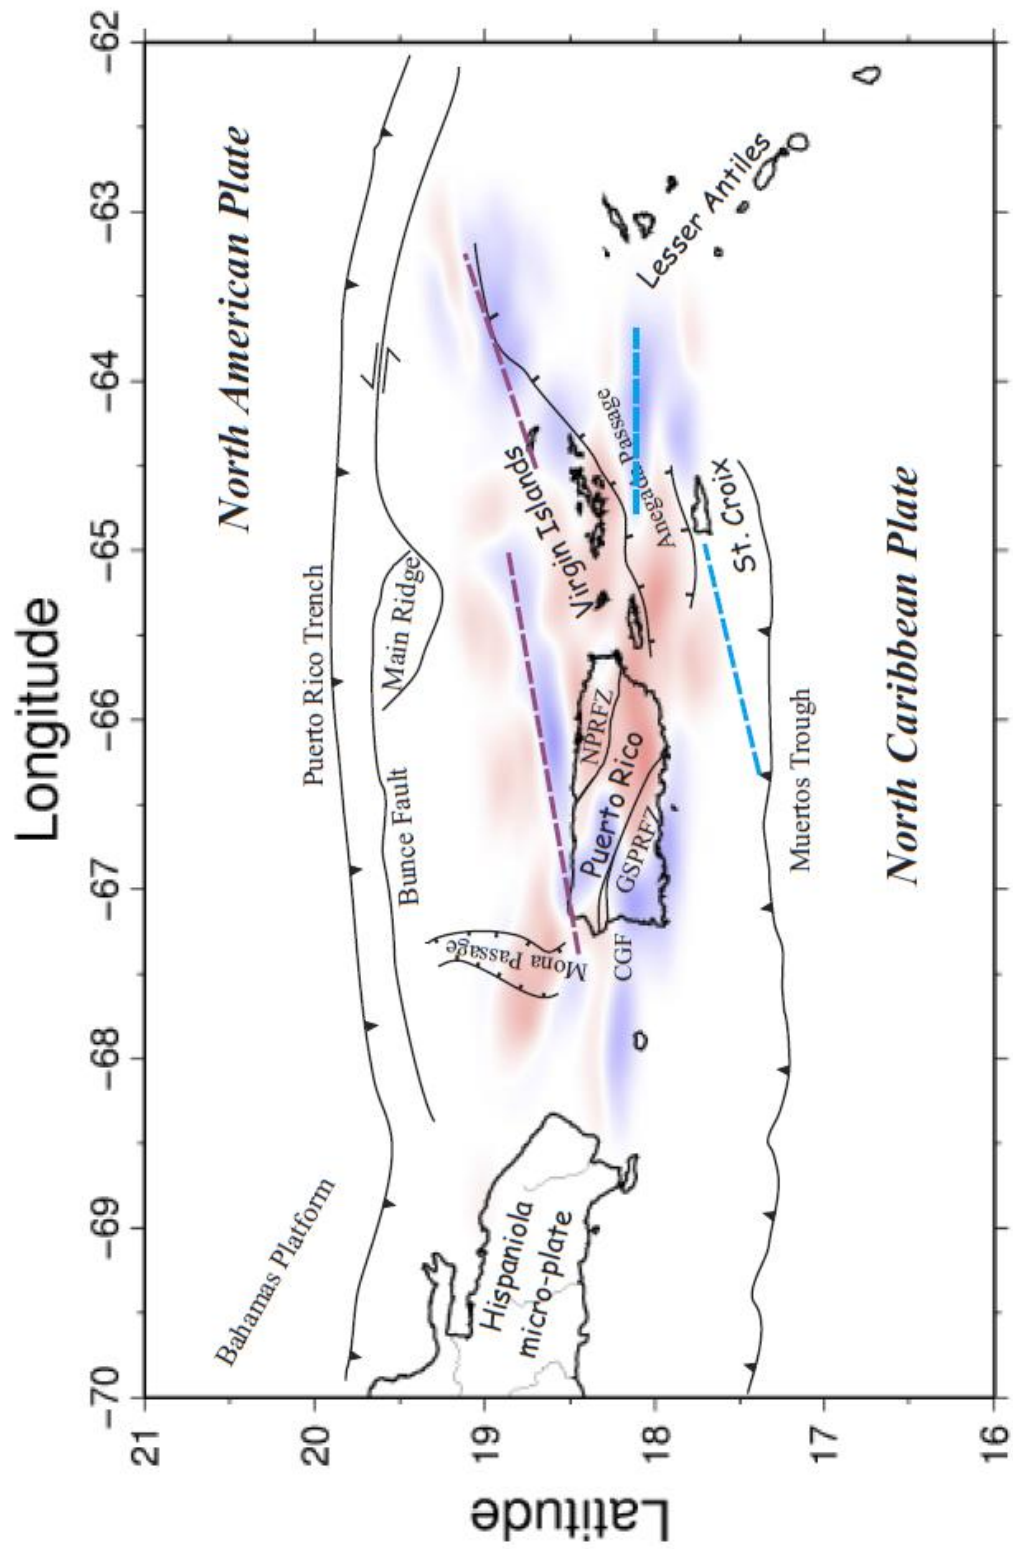 Longitude
−70 −69 −68 −67 −66 −65 −64 −63 −62
Latitude
21
20
19
18
17
16
North American Plate
Bahamas Platform
Puerto Rico Trench
Bunce Fault
Main Ridge
Mona Passage
Hispaniola
micro-plate
Virgin Islands
Anegada Passage
Lesser Antiles
NPRFZ
Puerto Rico
GSPRFZ
CGF
St. Croix
Muertos Trough
North Caribbean Plate